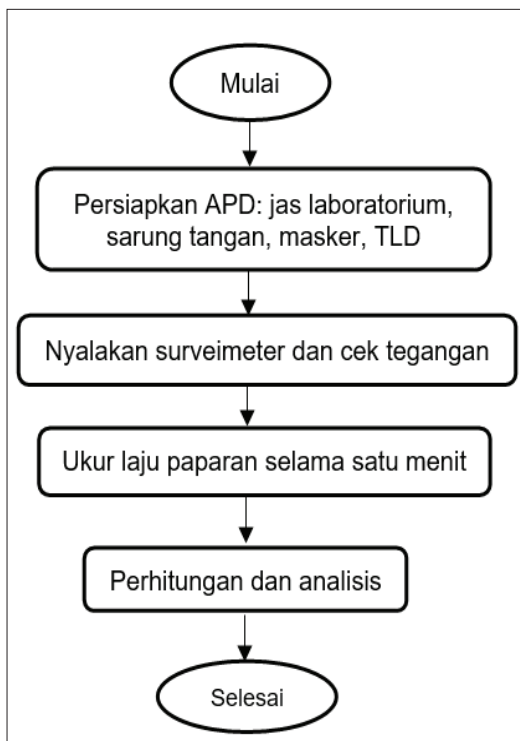 Mulai
Persiapkan APD: jas laboratorium,
sarung tangan, masker, TLD
Nyalakan surveimeter dan cek tegangan
Ukur laju paparan selama satu menit
Perhitungan dan analisis
Selesai